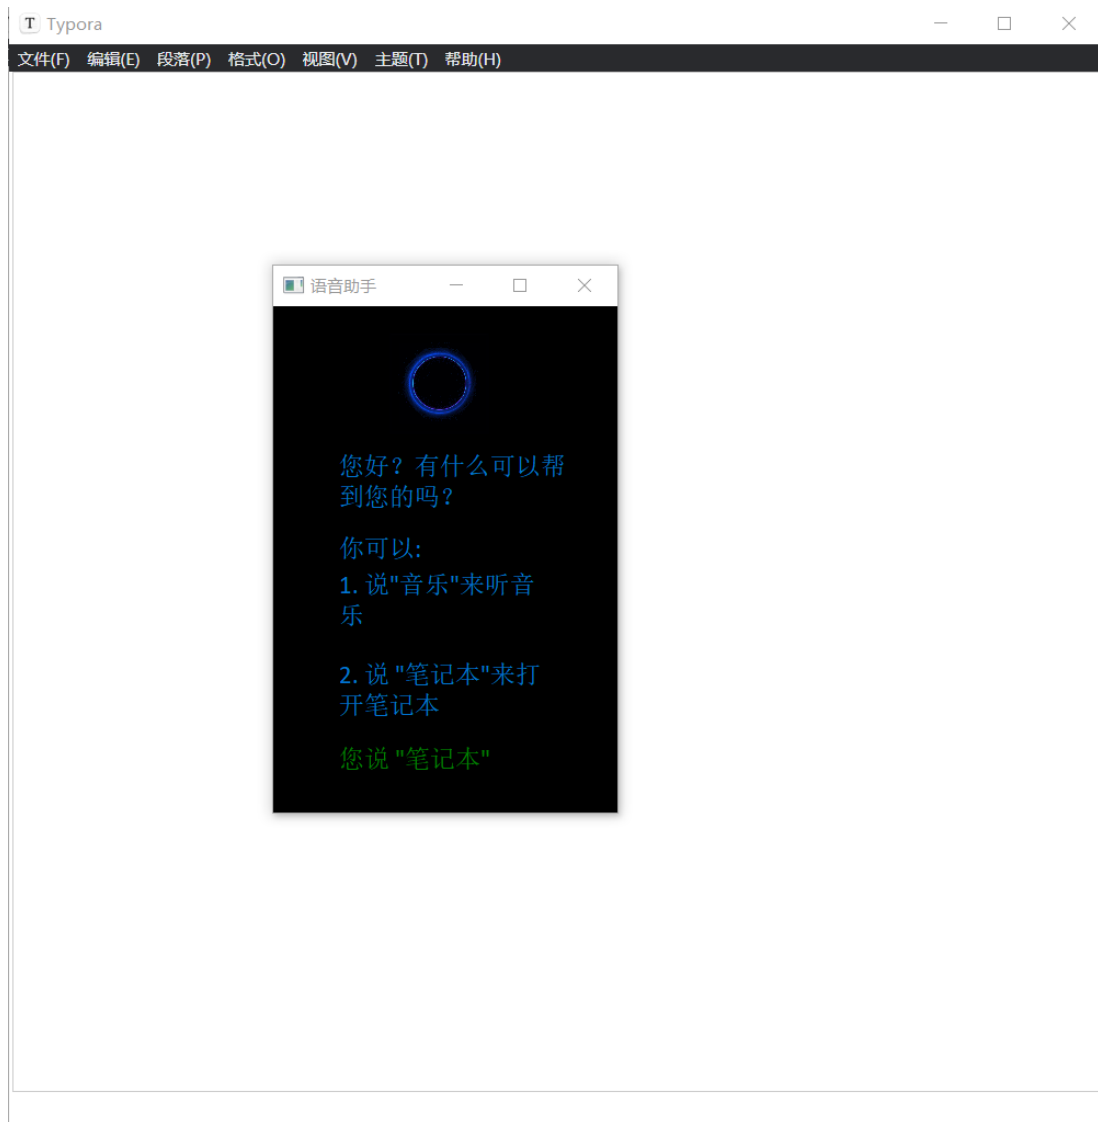 T Typora
文件(F) 编辑(E) 段落(P) 格式(O) 视图(V) 主题(T) 帮助(H)
语音助手
您好？有什么可以帮
到您的吗？
你可以:
1. 说"音乐"来听音
乐
2. 说 "笔记本"来打
开笔记本
您说 "笔记本"